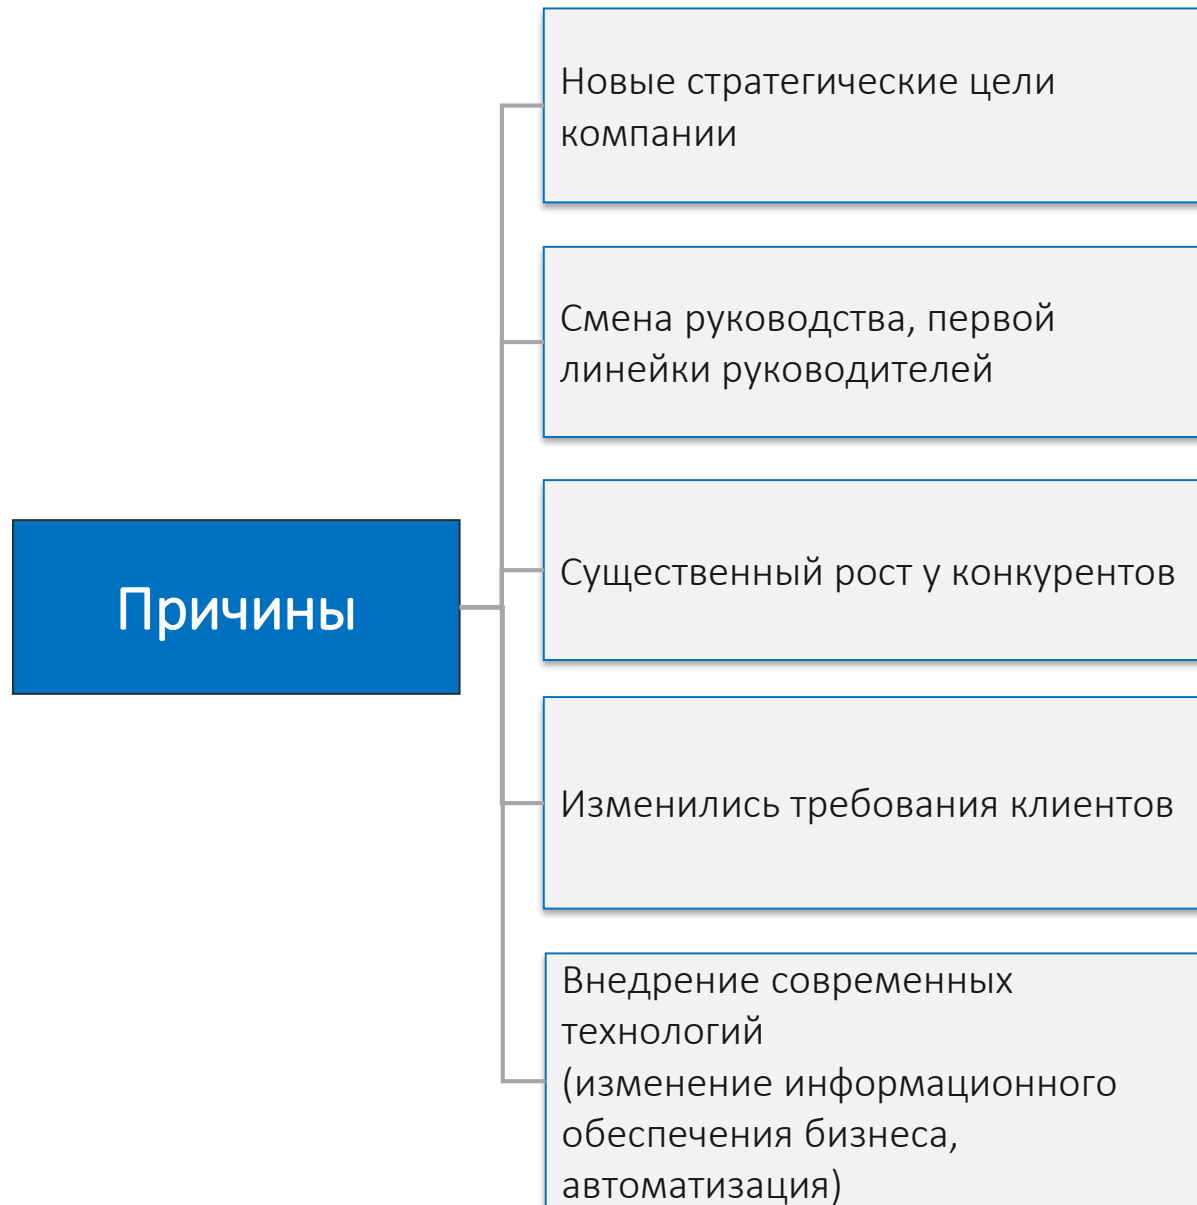 Новые стратегические цели
компании
Смена руководства, первой
линейки руководителей
Причины
Существенный рост у конкурентов
Изменились требования клиентов
Внедрение современных
технологий
(изменение информационного
обеспечения бизнеса,
автоматизация)